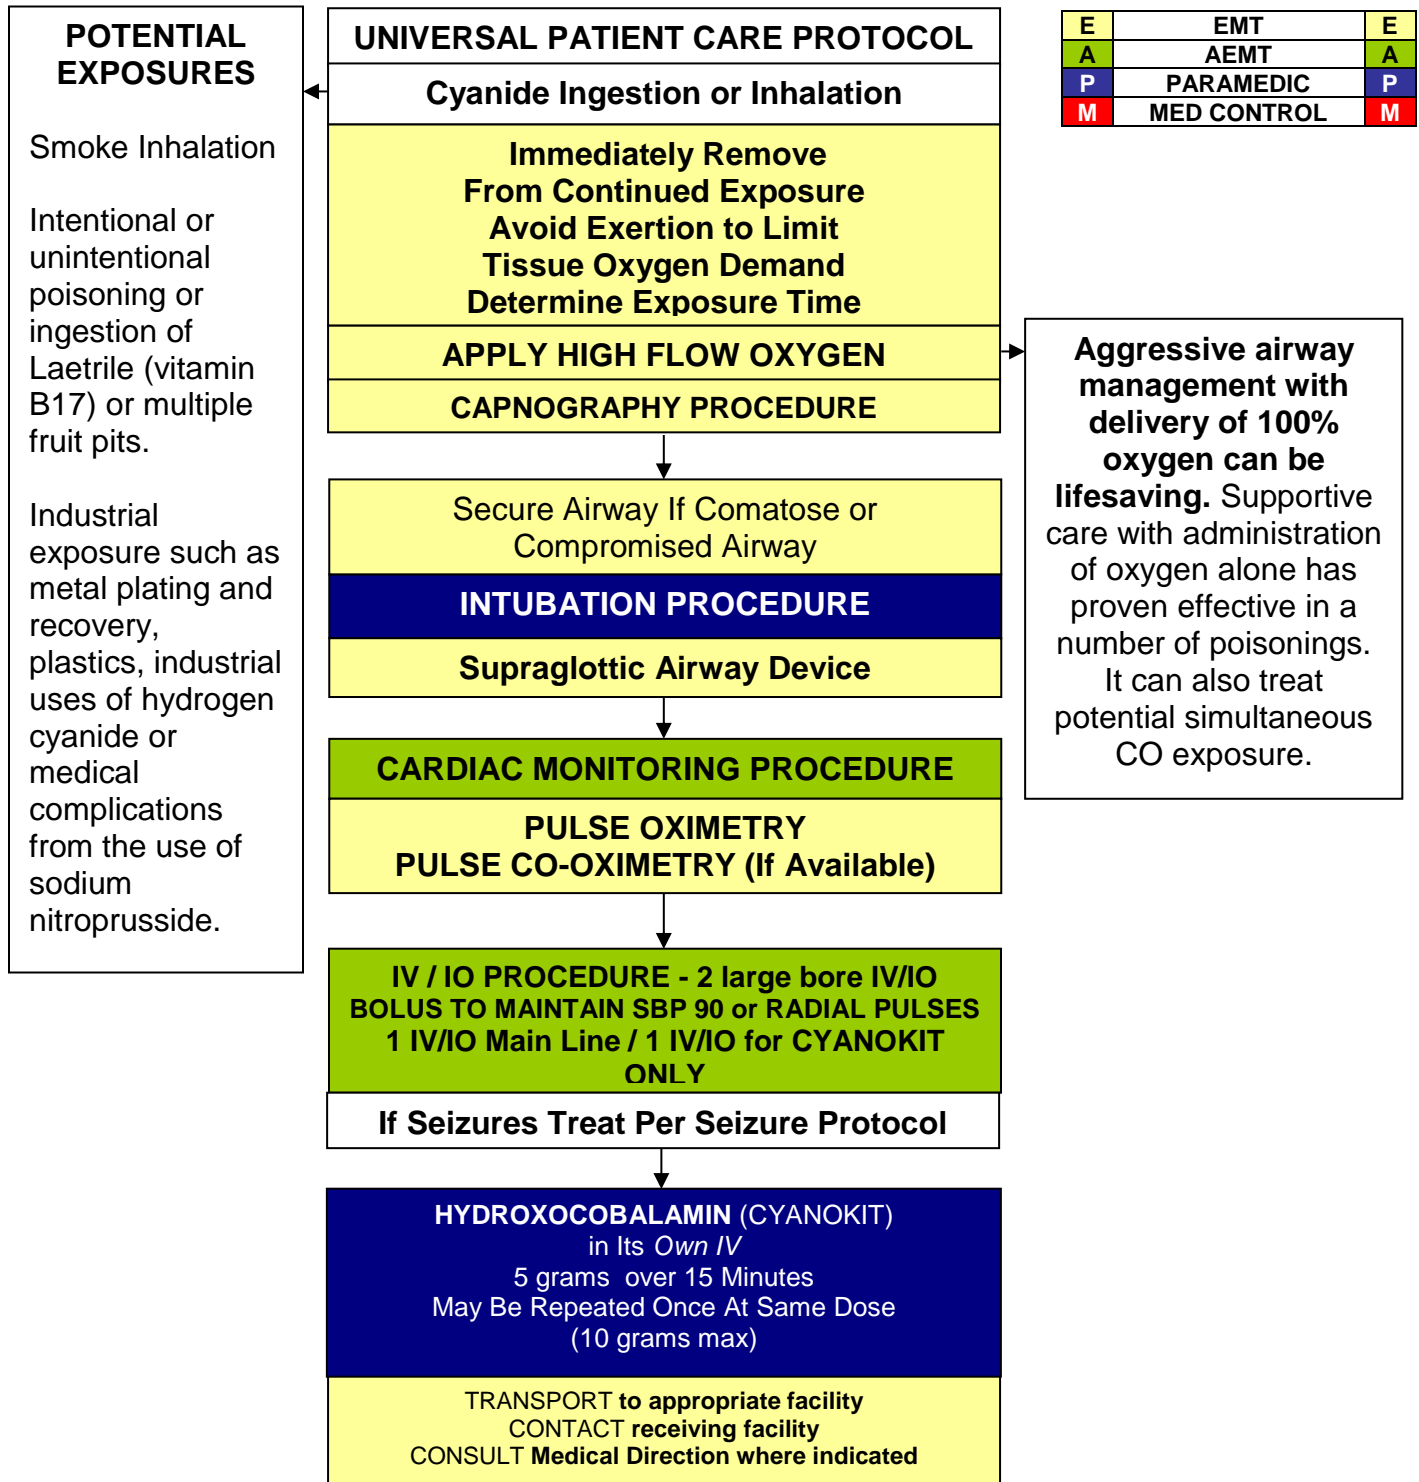 POTENTIAL
EXPOSURES
Smoke Inhalation
Intentional or
unintentional
poisoning or
ingestion of
Laetrile (vitamin
B17) or multiple
fruit pits.
Industrial
exposure such as
metal plating and
recovery,
plastics, industrial
uses of hydrogen
cyanide or
medical
complications
from the use of
sodium
nitroprusside.
UNIVERSAL PATIENT CARE PROTOCOL
Cyanide Ingestion or Inhalation
Immediately Remove
From Continued Exposure
Avoid Exertion to Limit
Tissue Oxygen Demand
Determine Exposure Time
APPLY HIGH FLOW OXYGEN
CAPNOGRAPHY PROCEDURE
Secure Airway If Comatose or
Compromised Airway
INTUBATION PROCEDURE
Supraglottic Airway Device
CARDIAC MONITORING PROCEDURE
PULSE OXIMETRY
PULSE CO-OXIMETRY (If Available)
IV / IO PROCEDURE - 2 large bore IV/IO
BOLUS TO MAINTAIN SBP 90 or RADIAL PULSES
1 IV/IO Main Line / 1 IV/IO for CYANOKIT
ONLY
If Seizures Treat Per Seizure Protocol
HYDROXOCOBALAMIN (CYANOKIT)
in Its Own IV
5 grams over 15 Minutes
May Be Repeated Once At Same Dose
(10 grams max)
TRANSPORT to appropriate facility
CONTACT receiving facility
CONSULT Medical Direction where indicated
E EMT E
A AEMT A
P PARAMEDIC P
M MED CONTROL M
Aggressive airway
management with
delivery of 100%
oxygen can be
lifesaving. Supportive
care with administration
of oxygen alone has
proven effective in a
number of poisonings.
It can also treat
potential simultaneous
CO exposure.